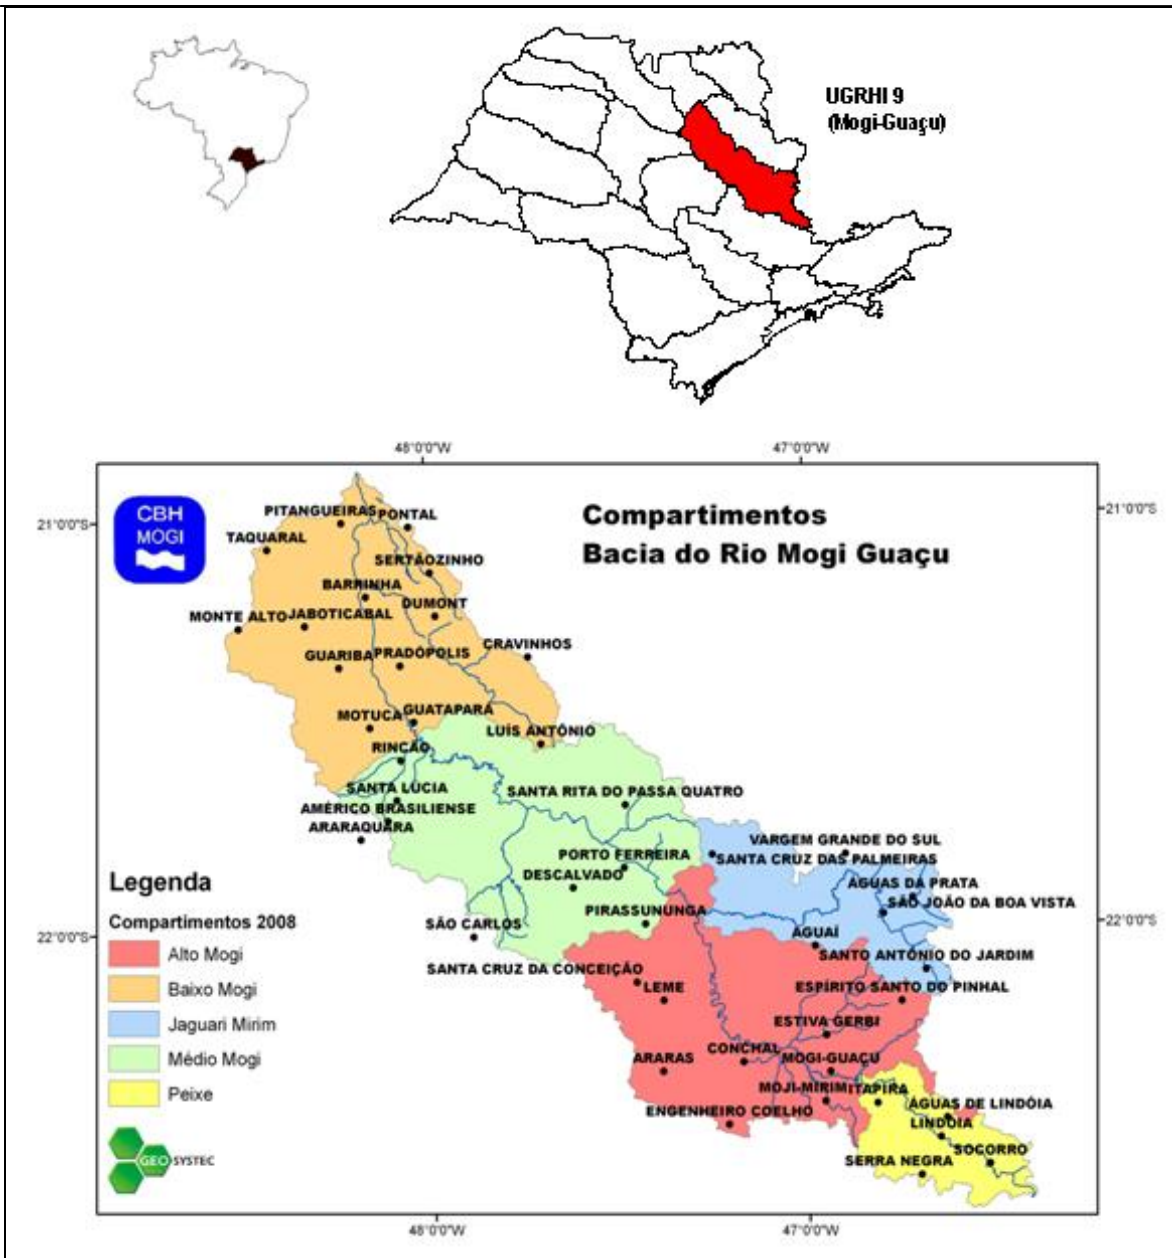 UGRHI 9
(Mogi-Guaçu)
48°0'0"W
47°0'0"W
CBH
MOGI
Compartimentos
Bacia do Rio Mogi Guaçu
21°0'0"S
21°0'0"S
PITANGUEIRAS
PONTAL
TAQUARAL
SERTÃOZINHO
BARRINHA
DUMONT
MONTE ALTO
JABOTICABAL
CRAVINHOS
GUARIBA
PRADÓPOLIS
MOTUCA
GUATAPARÁ
LUÍS ANTÔNIO
RINCÃO
SANTA LÚCIA
SANTA RITA DO PASSA QUATRO
AMÉRICO BRASILIENSE
ARARAQUARA
VARGEM GRANDE DO SUL
PORTO FERREIRA
SANTA CRUZ DAS PALMEIRAS
DESCALVADO
ÁGUAS DA PRATA
SÃO JOÃO DA BOA VISTA
PIRASSUNUNGA
SÃO CARLOS
AGUAÍ
SANTO ANTÔNIO DO JARDIM
22°0'0"S
22°0'0"S
SANTA CRUZ DA CONCEIÇÃO
LEME
ESPÍRITO SANTO DO PINHAL
ESTIVA GERBI
CONCHAL
MOGI-GUAÇU
ARARAS
MOJI-MIRIM
ITAPIRA
ENGENHEIRO COELHO
ÁGUAS DE LINDÓIA
LINDÓIA
SOCORRO
SERRA NEGRA
Legenda
Compartimentos 2008
Alto Mogi
Baixo Mogi
Jaguari Mirim
Médio Mogi
Peixe
GEO SYSTEC
48°0'0"W
47°0'0"W